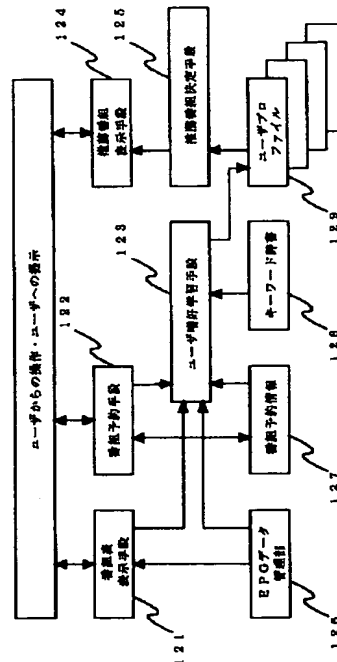 ユーザからの操作・ユーザへの提示
121
番組表
表示手段
122
番組予約手段
123
ユーザ嗜好学習手段
124
推薦番組
表示手段
125
推薦番組決定手段
126
EPGデータ
管理部
127
番組予約情報
128
キーワード辞書
129
ユーザプロ
ファイル